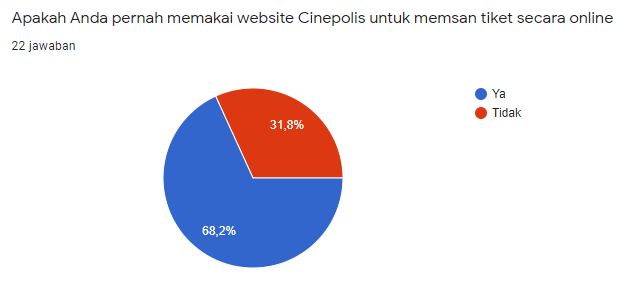 Apakah Anda pernah memakai website Cinepolis untuk memsan tiket secara online
22 jawaban
Ya
Tidak
31,8%
68,2%